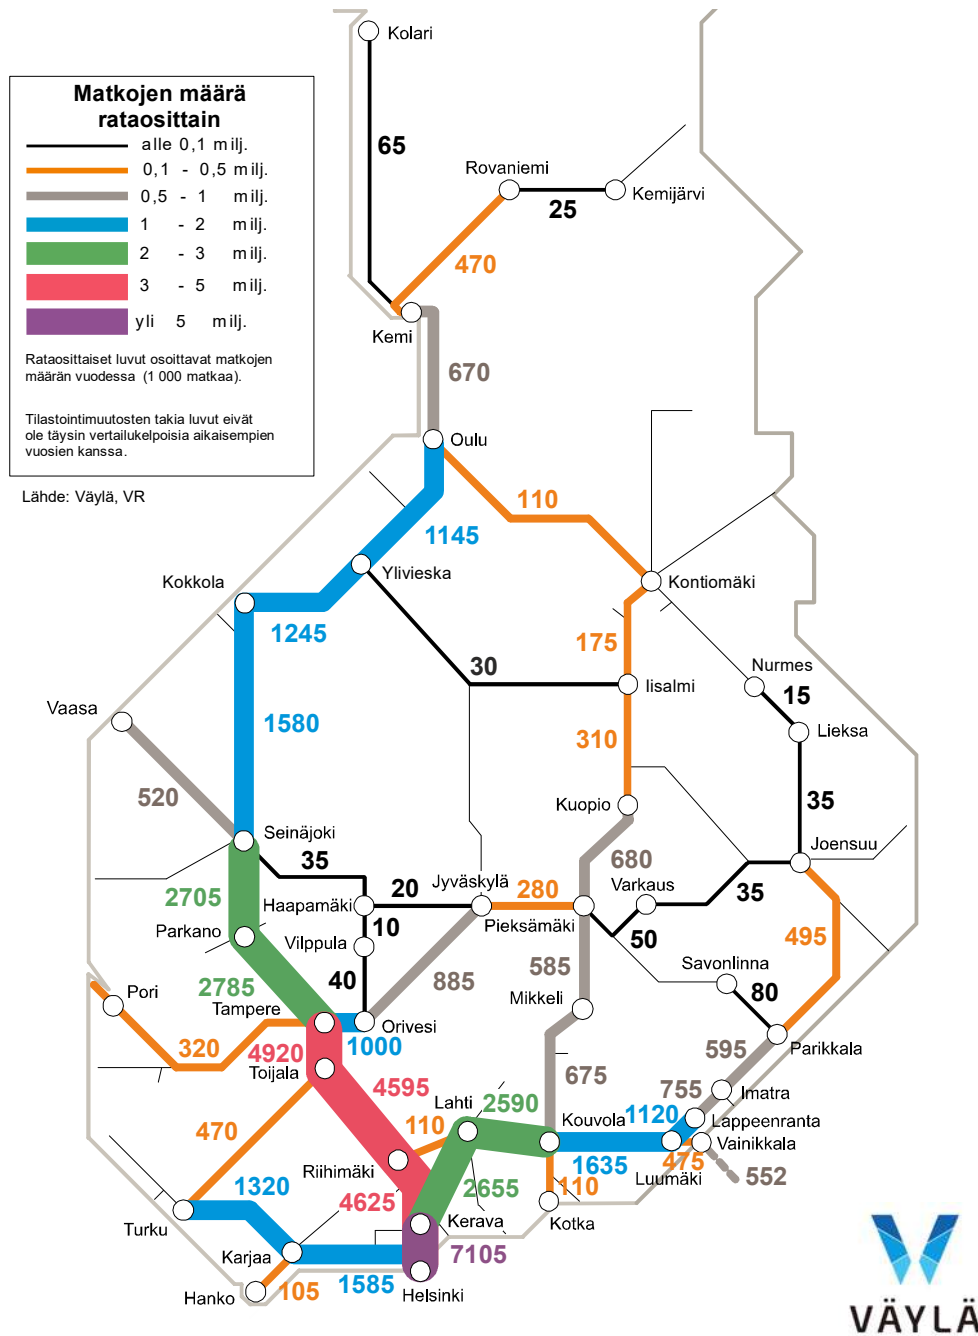 Kolari
Matkojen määrä
rataosittain
alle 0,1 milj.
0,1 - 0,5 milj.
0,5 - 1 milj.
1 - 2 milj.
2 - 3 milj.
3 - 5 milj.
yli 5 milj.
Rataosittaiset luvut osoittavat matkojen
määrän vuodessa (1 000 matkaa).
Tilastointimuutosten takia luvut eivät
ole täysin vertailukelpoisia aikaisempien
vuosien kanssa.
Lähde: Väylä, VR
65
Rovaniemi
25
Kemijärvi
470
Kemi
670
Oulu
110
1145
Ylivieska
Kontiomäki
Kokkola
1245
175
30
Nurmes
Iisalmi
15
Vaasa
1580
310
Lieksa
520
Kuopio
35
Seinäjoki
35
680
Joensuu
20
Jyväskylä
280
Varkaus
35
2705
Haapamäki
10
Pieksämäki
50
Parkano
Vilppula
495
585
Savonlinna
2785
40
885
80
Pori
Mikkeli
Tampere
Orivesi
320
4920
1000
595
Parikkala
Toijala
4595
675
755
Imatra
Lahti
2590
470
110
Kouvola
1120
Lappeenranta
Vainikkala
Riihimäki
1635
475
Luumäki
552
1320
4625
2655
110
Turku
Kerava
Kotka
Karjaa
7105
1585
Hanko
105
Helsinki
VÄYLÄ